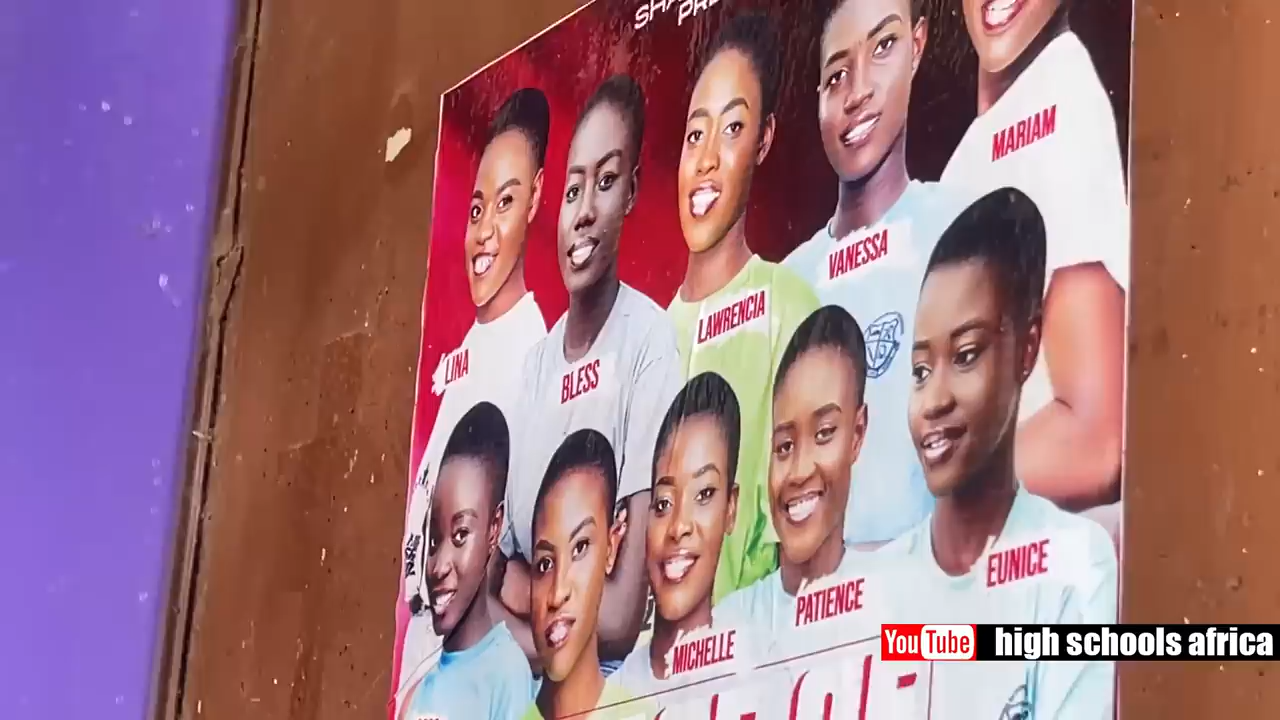 MARIAM
VANESSA
LAWRENCIA
LINA
BLESS
EUNICE
PATIENCE
MICHELLE
YouTube high schools africa